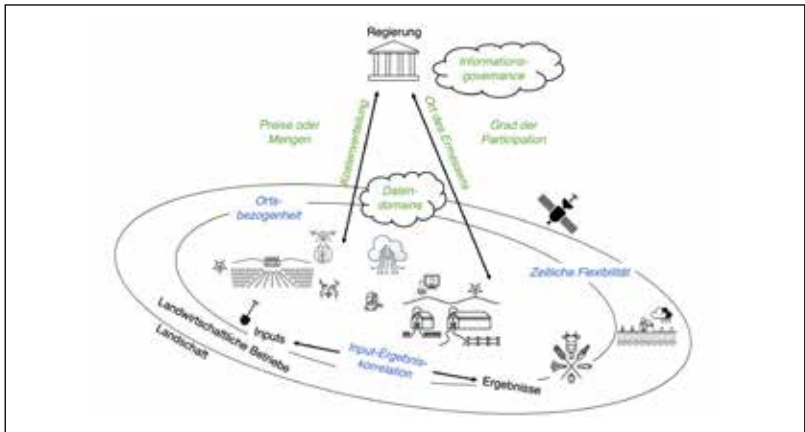 Regierung
Informations-
governance
Preise oder
Mengen
Kostenverteilung
Ort des Ermessens
Grad der
Partizipation
Daten-
domains
Orts-
bezogenheit
Zeitliche Flexibilität
Landwirtschaftliche Betriebe
Landschaft
Inputs
Input-Ergebnis-
korrelation
Ergebnisse